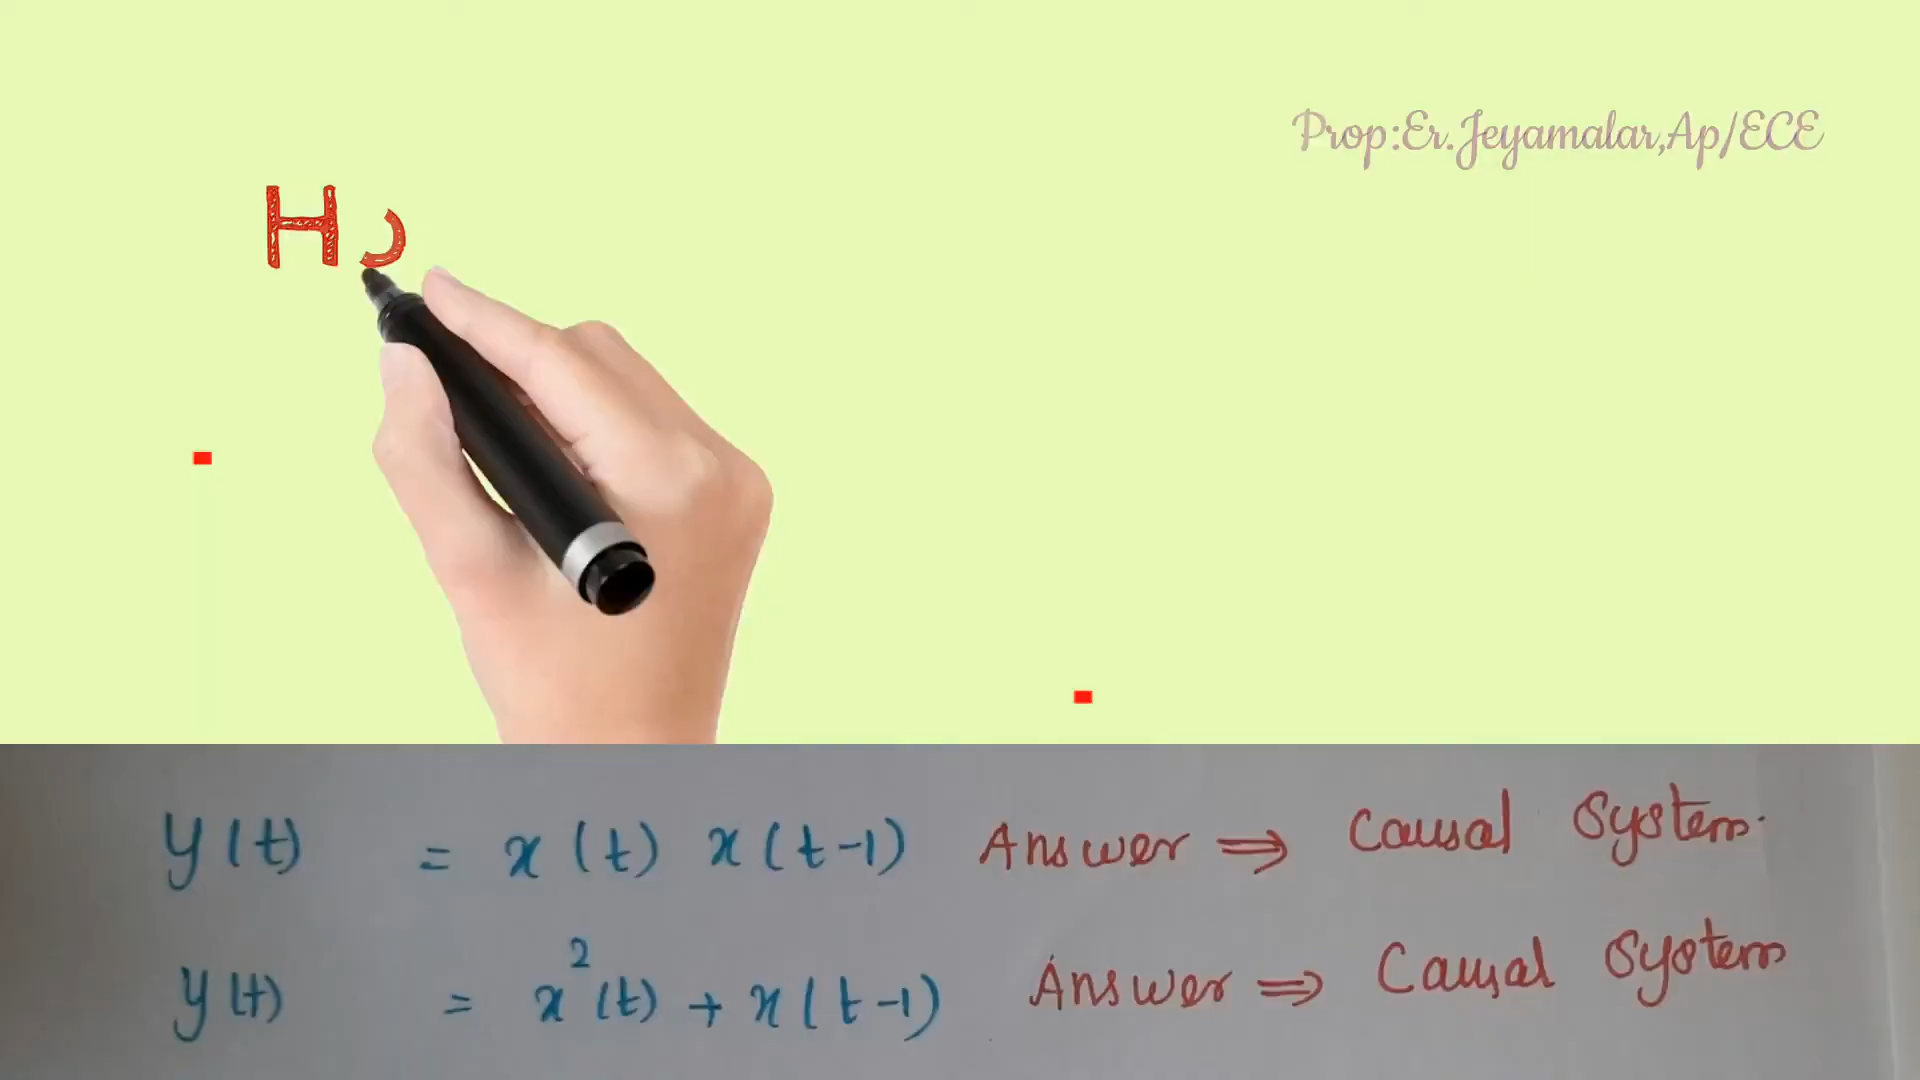 Prop:Er.Jeyamalar,Ap/ECE
H
y(t) = x(t) x(t-1) Answer ⇒ Causal System.
y(t) = x²(t) + x(t-1) Answer ⇒ Causal System